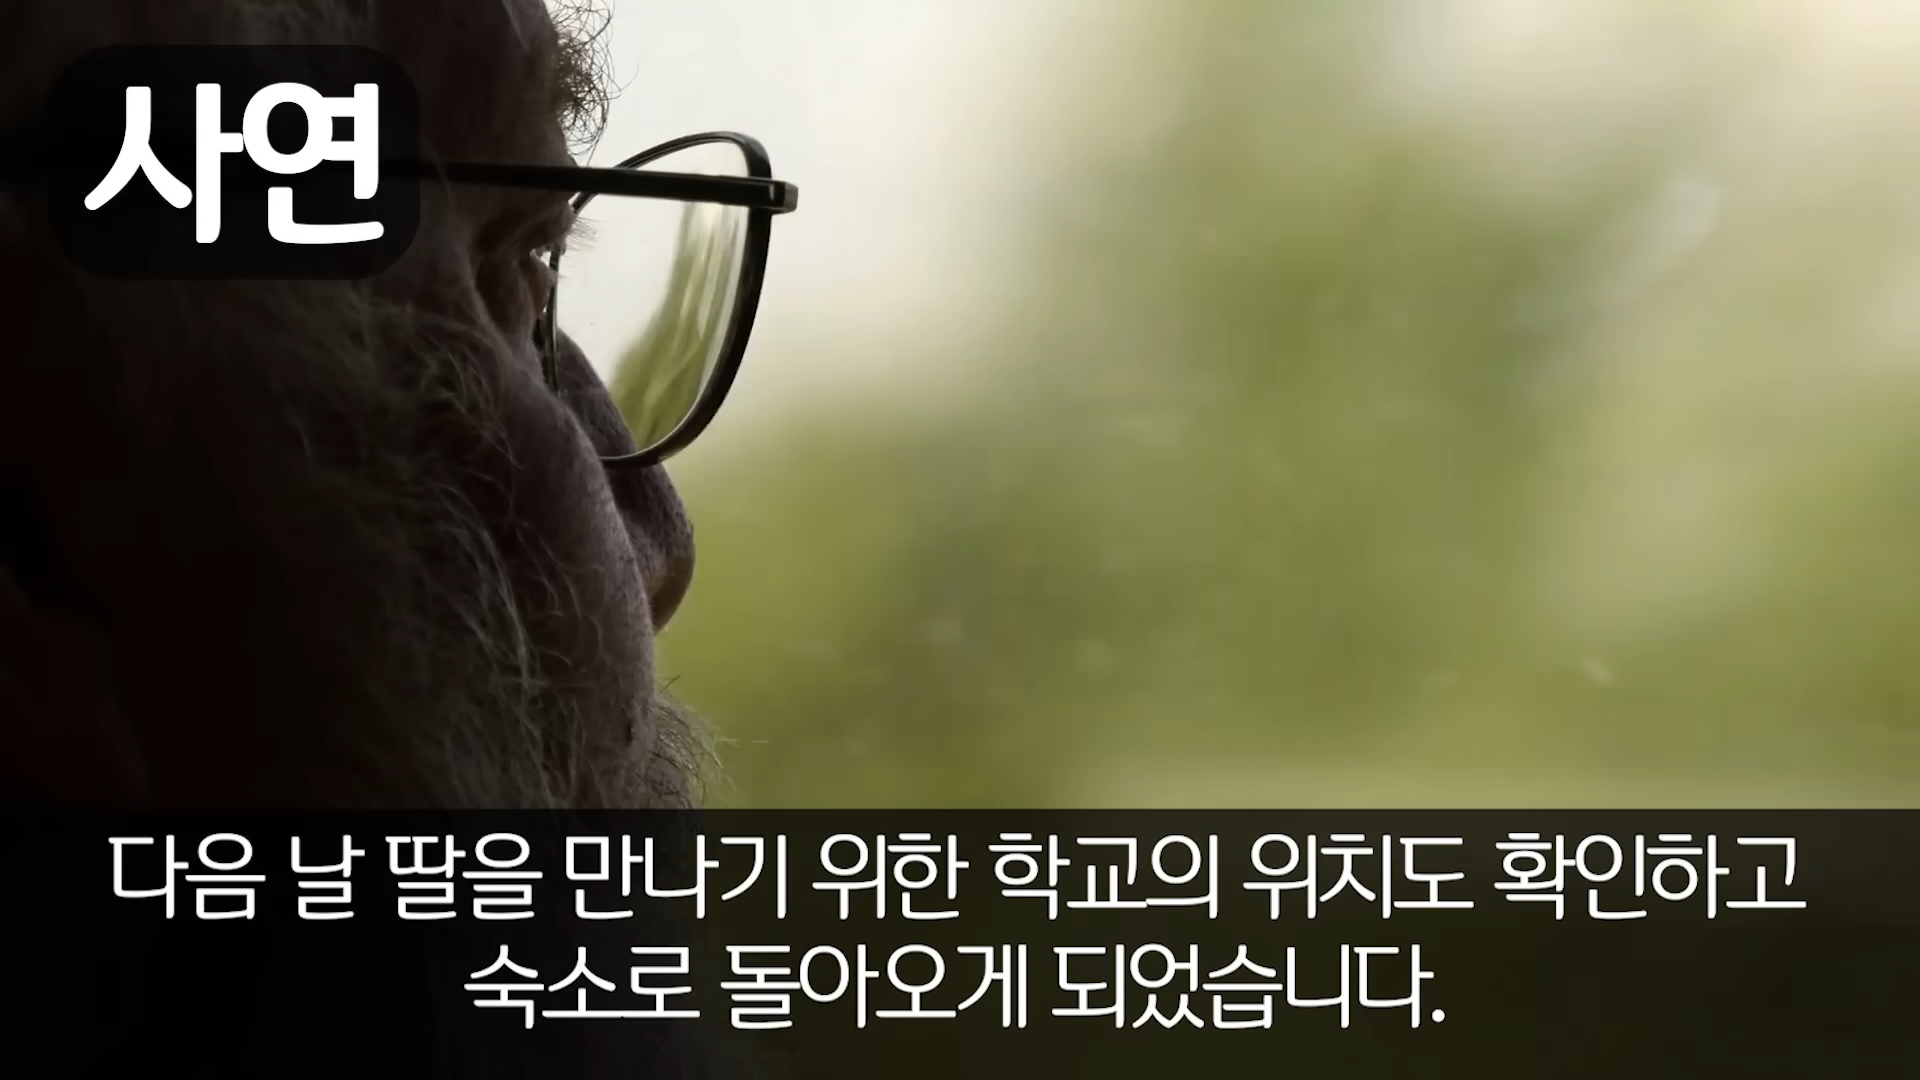 사연
다음 날 딸을 만나기 위한 학교의 위치도 확인하고
숙소로 돌아오게 되었습니다.